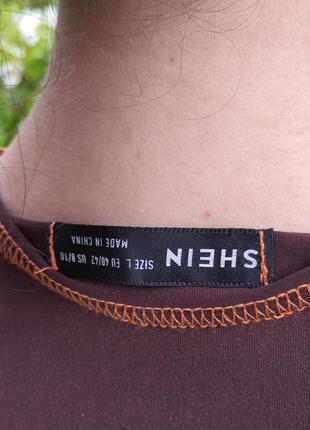 SHEIN
SIZE L EU 40/42 US 8/10
MADE IN CHINA